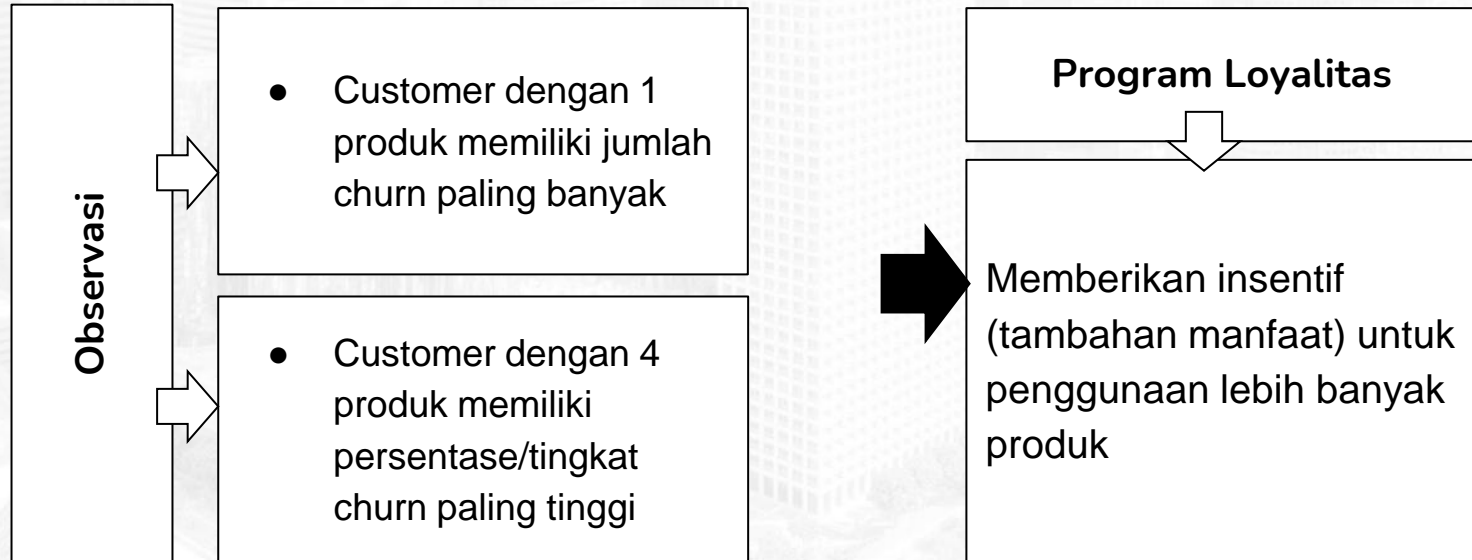 Observasi
● Customer dengan 1
produk memiliki jumlah
churn paling banyak
● Customer dengan 4
produk memiliki
persentase/tingkat
churn paling tinggi
Program Loyalitas
Memberikan insentif
(tambahan manfaat) untuk
penggunaan lebih banyak
produk